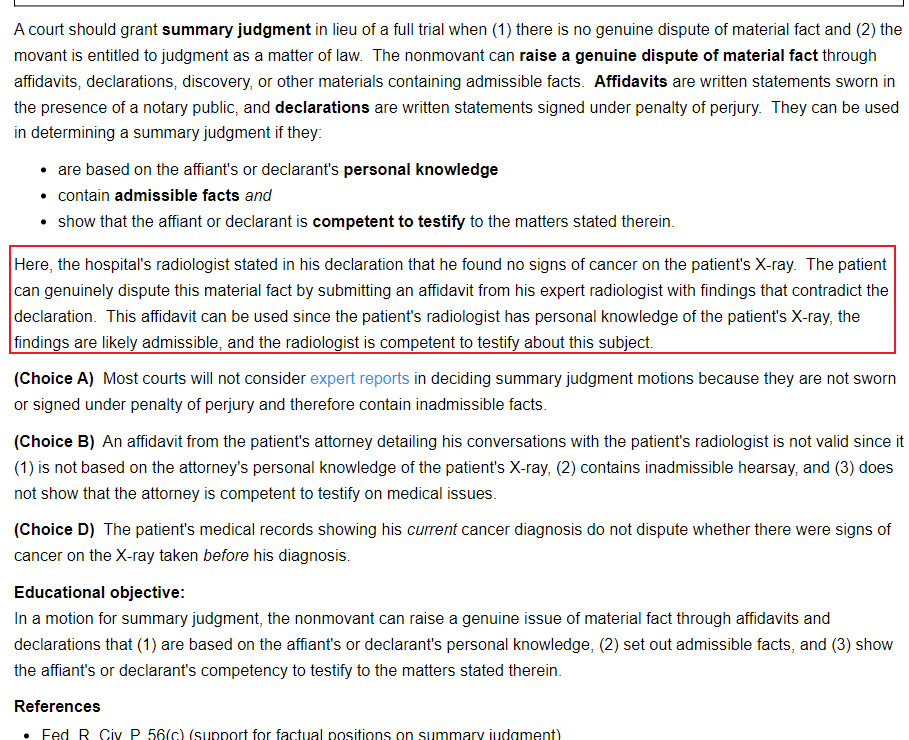 A court should grant summary judgment in lieu of a full trial when (1) there is no genuine dispute of material fact and (2) the
movant is entitled to judgment as a matter of law.  The nonmovant can raise a genuine dispute of material fact through
affidavits, declarations, discovery, or other materials containing admissible facts.  Affidavits are written statements sworn in
the presence of a notary public, and declarations are written statements signed under penalty of perjury.  They can be used
in determining a summary judgment if they:
• are based on the affiant's or declarant's personal knowledge
• contain admissible facts and
• show that the affiant or declarant is competent to testify to the matters stated therein.
Here, the hospital's radiologist stated in his declaration that he found no signs of cancer on the patient's X-ray.  The patient
can genuinely dispute this material fact by submitting an affidavit from his expert radiologist with findings that contradict the
declaration.  This affidavit can be used since the patient's radiologist has personal knowledge of the patient's X-ray, the
findings are likely admissible, and the radiologist is competent to testify about this subject.
(Choice A)  Most courts will not consider expert reports in deciding summary judgment motions because they are not sworn
or signed under penalty of perjury and therefore contain inadmissible facts.
(Choice B)  An affidavit from the patient's attorney detailing his conversations with the patient's radiologist is not valid since it
(1) is not based on the attorney's personal knowledge of the patient's X-ray, (2) contains inadmissible hearsay, and (3) does
not show that the attorney is competent to testify on medical issues.
(Choice D)  The patient's medical records showing his current cancer diagnosis do not dispute whether there were signs of
cancer on the X-ray taken before his diagnosis.
Educational objective:
In a motion for summary judgment, the nonmovant can raise a genuine issue of material fact through affidavits and
declarations that (1) are based on the affiant's or declarant's personal knowledge, (2) set out admissible facts, and (3) show
the affiant's or declarant's competency to testify to the matters stated therein.
References
• Fed. R. Civ. P. 56(c) (support for factual positions on summary judgment)